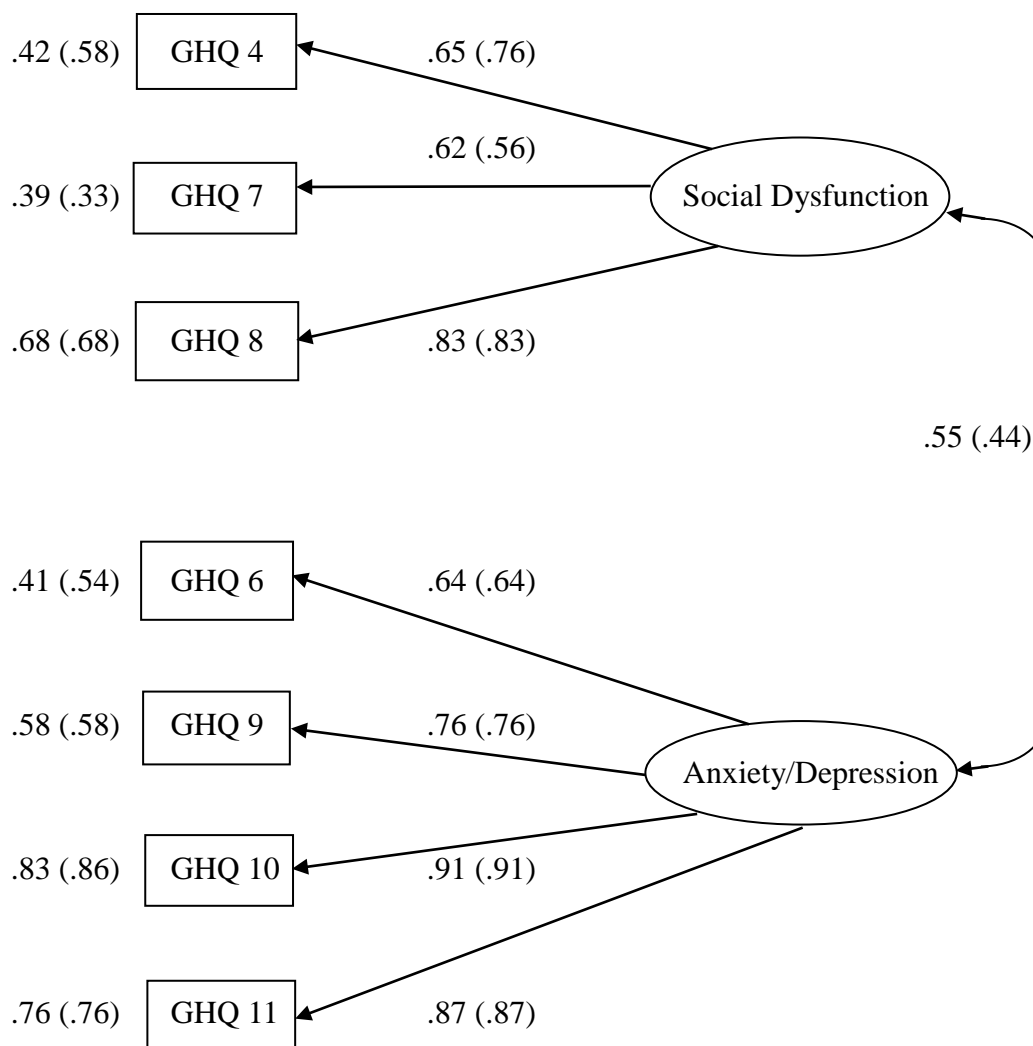 .42 (.58) GHQ 4 .65 (.76)
.62 (.56)
.39 (.33) GHQ 7 Social Dysfunction
.68 (.68) GHQ 8 .83 (.83)
.55 (.44)
.41 (.54) GHQ 6 .64 (.64)
.58 (.58) GHQ 9 .76 (.76)
Anxiety/Depression
.83 (.86) GHQ 10 .91 (.91)
.76 (.76) GHQ 11 .87 (.87)